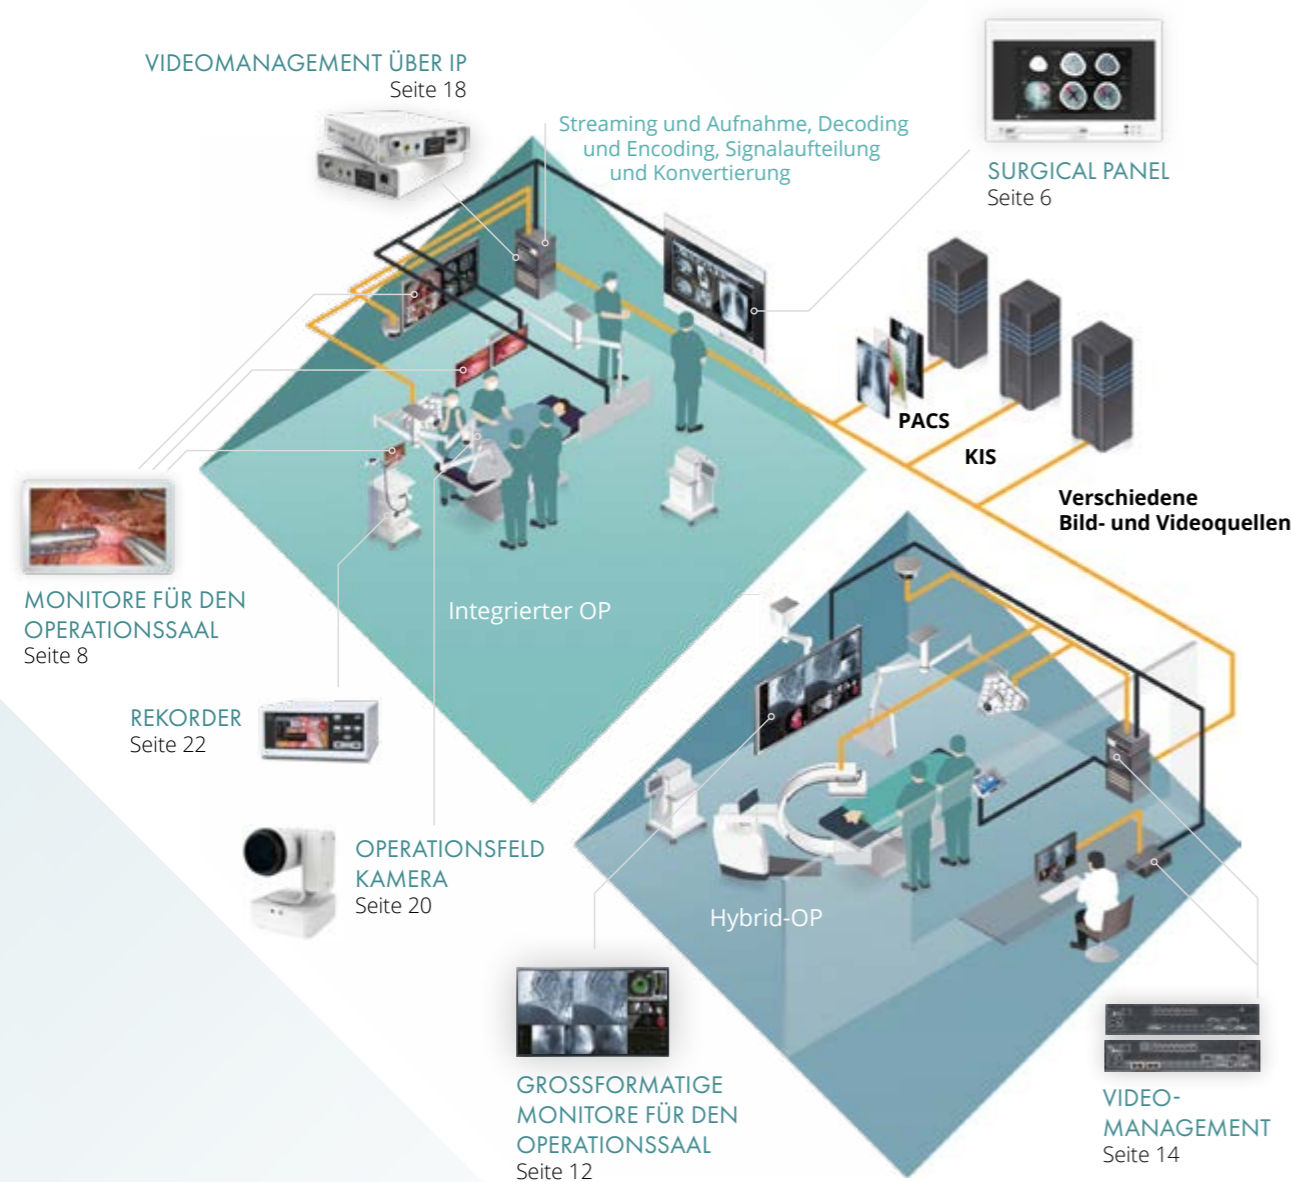 VIDEOMANAGEMENT ÜBER IP
Seite 18
Streaming und Aufnahme, Decoding
und Encoding, Signalaufteilung
und Konvertierung
SURGICAL PANEL
Seite 6
PACS
KIS
Verschiedene
Bild- und Videoquellen
MONITORE FÜR DEN
OPERATIONSSAAL
Seite 8
Integrierter OP
REKORDER
Seite 22
OPERATIONSFELD
KAMERA
Seite 20
Hybrid-OP
GROSSFORMATIGE
MONITORE FÜR DEN
OPERATIONSSAAL
Seite 12
VIDEO-
MANAGEMENT
Seite 14